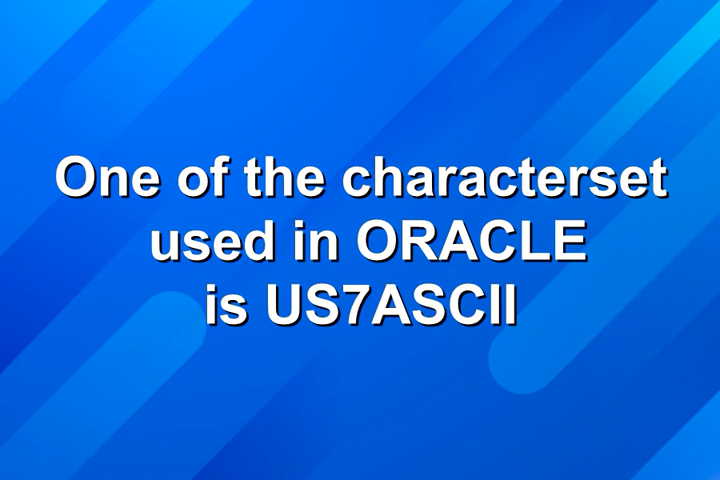 One of the characterset
used in ORACLE
is US7ASCII